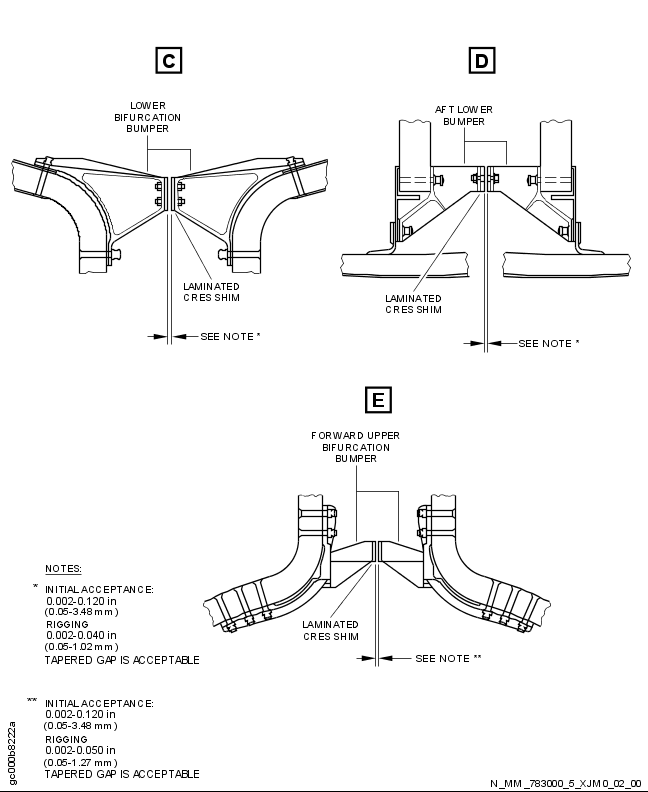 C
LOWER
BIFURCATION
BUMPER
LAMINATED
CRES SHIM
SEE NOTE *
D
AFT LOWER
BUMPER
LAMINATED
CRES SHIM
SEE NOTE *
E
FORWARD UPPER
BIFURCATION
BUMPER
LAMINATED
CRES SHIM
SEE NOTE **
NOTES:
* INITIAL ACCEPTANCE:
0.002-0.120 in
(0.05-3.48 mm)
RIGGING
0.002-0.040 in
(0.05-1.02 mm)
TAPERED GAP IS ACCEPTABLE
** INITIAL ACCEPTANCE:
0.002-0.120 in
(0.05-3.48 mm)
RIGGING
0.002-0.050 in
(0.05-1.27 mm)
TAPERED GAP IS ACCEPTABLE
gc000b8222a
N_MM_783000_5_XJM0_02_00